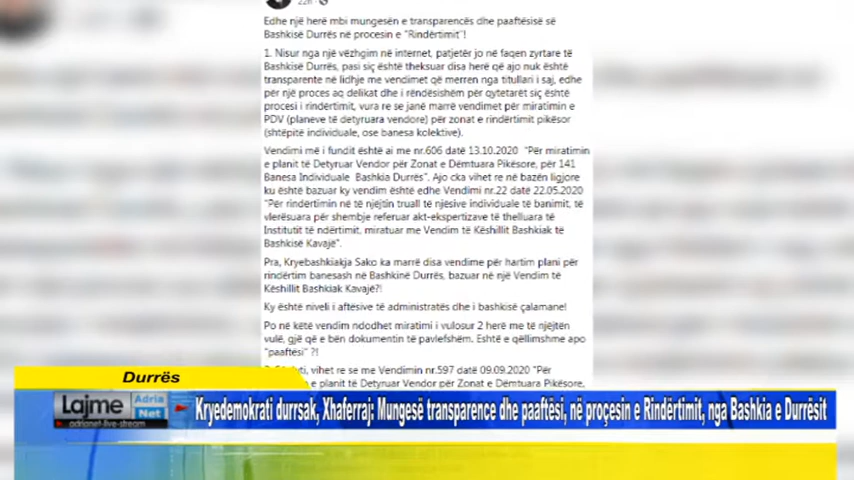 22h
Edhe një herë mbi mungesën e transparencës dhe paaftësisë së
Bashkisë Durrës në procesin e "Rindërtimit"!
1. Nisur nga një vëzhgim në internet, patjetër jo në faqen zyrtare të
Bashkisë Durrës, pasi siç është theksuar disa herë që ajo nuk është
transparente në lidhje me vendimet që merren nga titullari i saj, edhe
për një proces aq delikat dhe i rëndësishëm për qytetarët siç është
procesi i rindërtimit, vura re se janë marrë vendimet për miratimin e
PDV (planeve të detyruara vendore) për zonat e rindërtimit pikësor
(shtëpitë individuale, ose banesa kolektive).
Vendimi më i fundit është ai me nr.606 datë 13.10.2020 "Për miratimin
e planit të Detyruar Vendor për Zonat e Dëmtuara Pikësore, për 141
Banesa Individuale Bashkia Durrës". Ajo cka vihet re në bazën ligjore
ku është bazuar ky vendim është edhe Vendimi nr.22 datë 22.05.2020
"Për rindërtimin në të njëjtin truall të njësive individuale të banimit, të
vlerësuara për shembje referuar akt-ekspertizave të thelluara të
Institutit të ndërtimit, miratuar me Vendim të Këshillit Bashkiak të
Bashkisë Kavajë".
Pra, Kryebashkiakja Sako ka marrë disa vendime për hartim plani për
rindërtim banesash në Bashkinë Durrës, bazuar në një Vendim të
Këshillit Bashkiak Kavajë?!
Ky është niveli i aftësive të administratës dhe i bashkisë çalamane!
Po në këtë vendim ndodhet miratimi i vulosur 2 herë me të njëjtën
vulë, gjë që e bën dokumentin të pavlefshëm. Eshtë e qëllimshme apo
"paaftësi" ?!
vihet re se me Vendimin nr.597 datë 09.09.2020 "Për
e planit të Detyruar Vendor për Zonat e Dëmtuara Pikësore,
Durrës
Lajme Adria Net
adrianet-live-stream
Kryedemokrati durrsak, Xhaferraj: Mungesë transparence dhe paaftësi, në proçesin e Rindërtimit, nga Bashkia e Durrësit